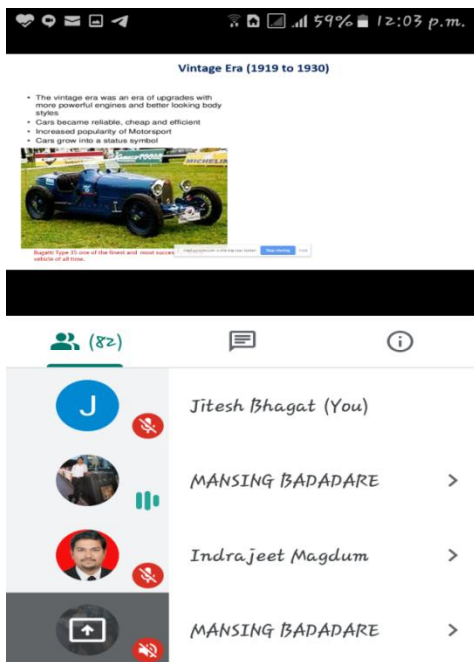 59% 12:03 p.m.
Vintage Era (1919 to 1930)
• The vintage era was an era of upgrades with
more powerful engines and better looking body
styles
• Cars became reliable, cheap and efficient
• Increased popularity of Motorsport
• Cars grow into a status symbol
MICHELIN
Bugatti Type 35 one of the finest and most succes
vehicle of all time.
Stop sharing
(82)
J
Jitesh Bhagat (You)
MANSING BADADARE
Indrajeet Magdum
MANSING BADADARE